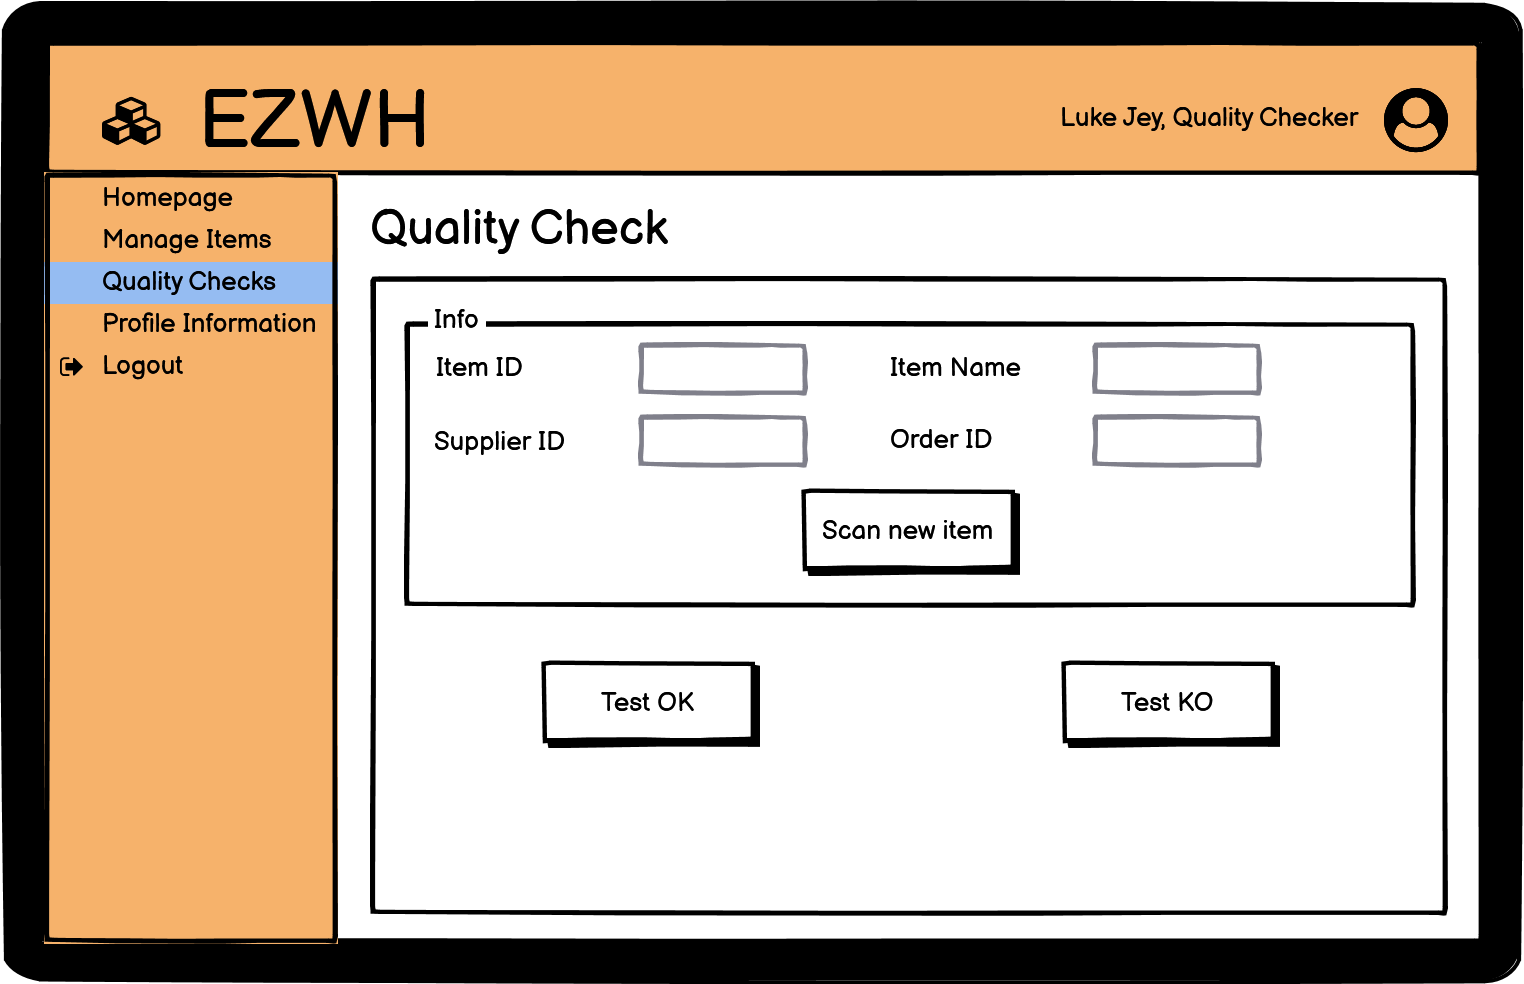 EZWH
Luke Jey, Quality Checker
Homepage
Manage Items
Quality Checks
Profile Information
Logout
Quality Check
Info
Item ID
Item Name
Supplier ID
Order ID
Scan new item
Test OK
Test KO